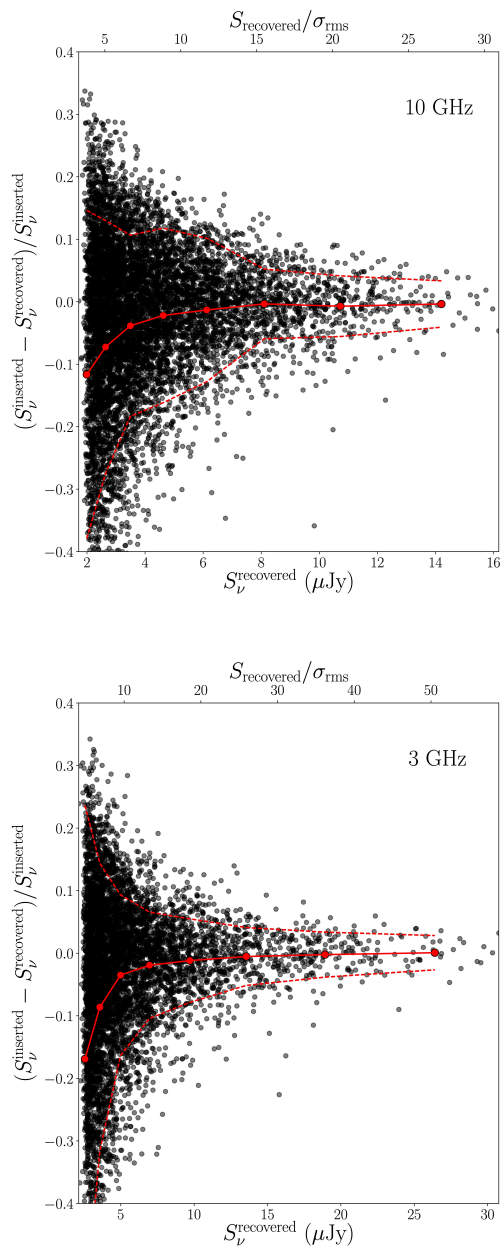 S_recovered/σ_rms
5 10 15 20 25
0.4
0.3
0.2
0.1
0.0
−0.1
−0.2
−0.3
−0.4
(S_ν^inserted − S_ν^recovered)/S_ν^inserted
10 GHz
2 4 6 8 10 12 14 16
S_ν^recovered (μJy)
S_recovered/σ_rms
10 20 30 40 50
0.4
0.3
0.2
0.1
0.0
−0.1
−0.2
−0.3
−0.4
(S_ν^inserted − S_ν^recovered)/S_ν^inserted
3 GHz
5 10 15 20 25 30
S_ν^recovered (μJy)